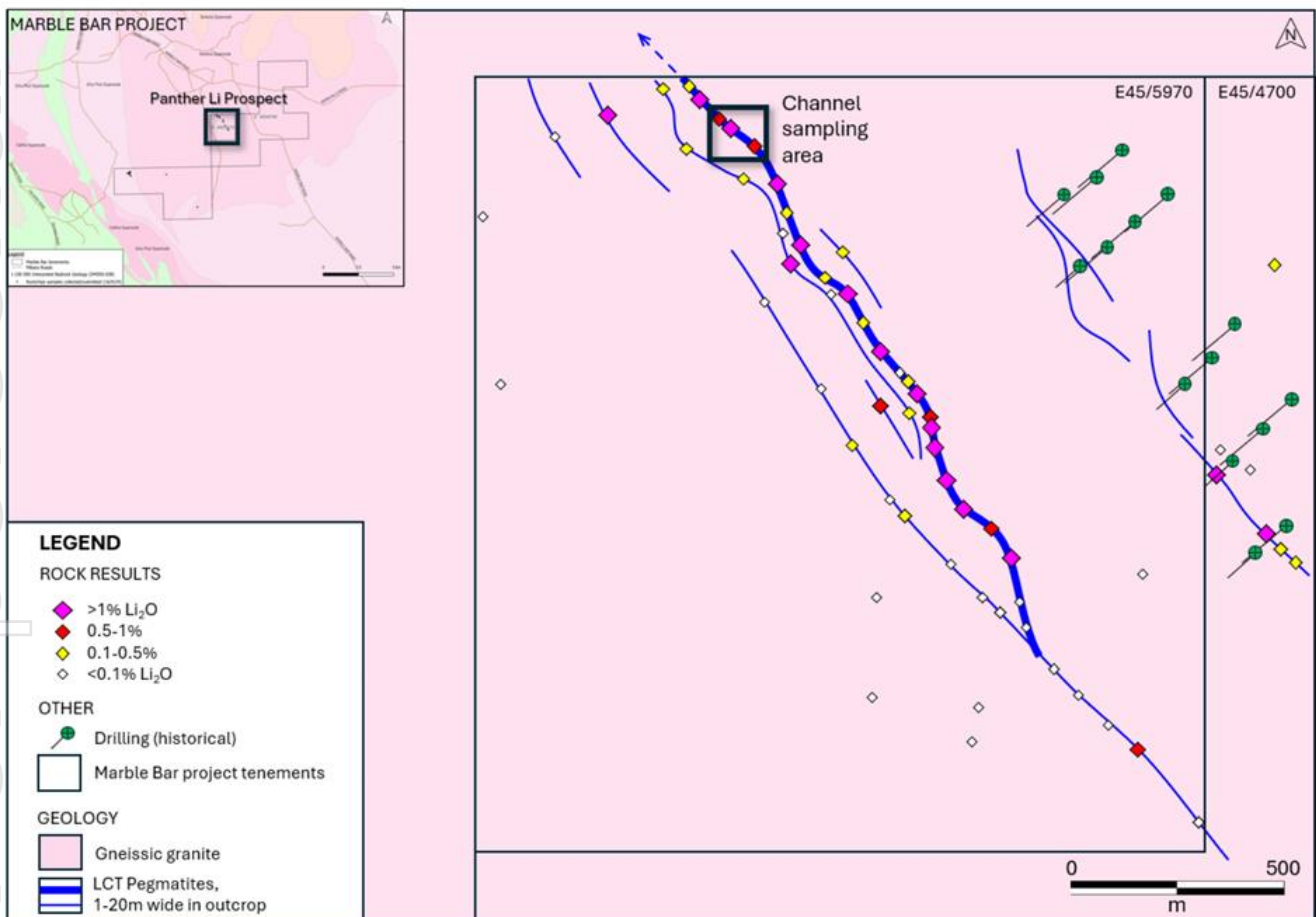 MARBLE BAR PROJECT
Panther Li Prospect
N
E45/5970
E45/4700
Channel
sampling
area
LEGEND
ROCK RESULTS
>1% Li₂O
0.5-1%
0.1-0.5%
<0.1% Li₂O
OTHER
Drilling (historical)
Marble Bar project tenements
GEOLOGY
Gneissic granite
LCT Pegmatites,
1-20m wide in outcrop
0 500
m